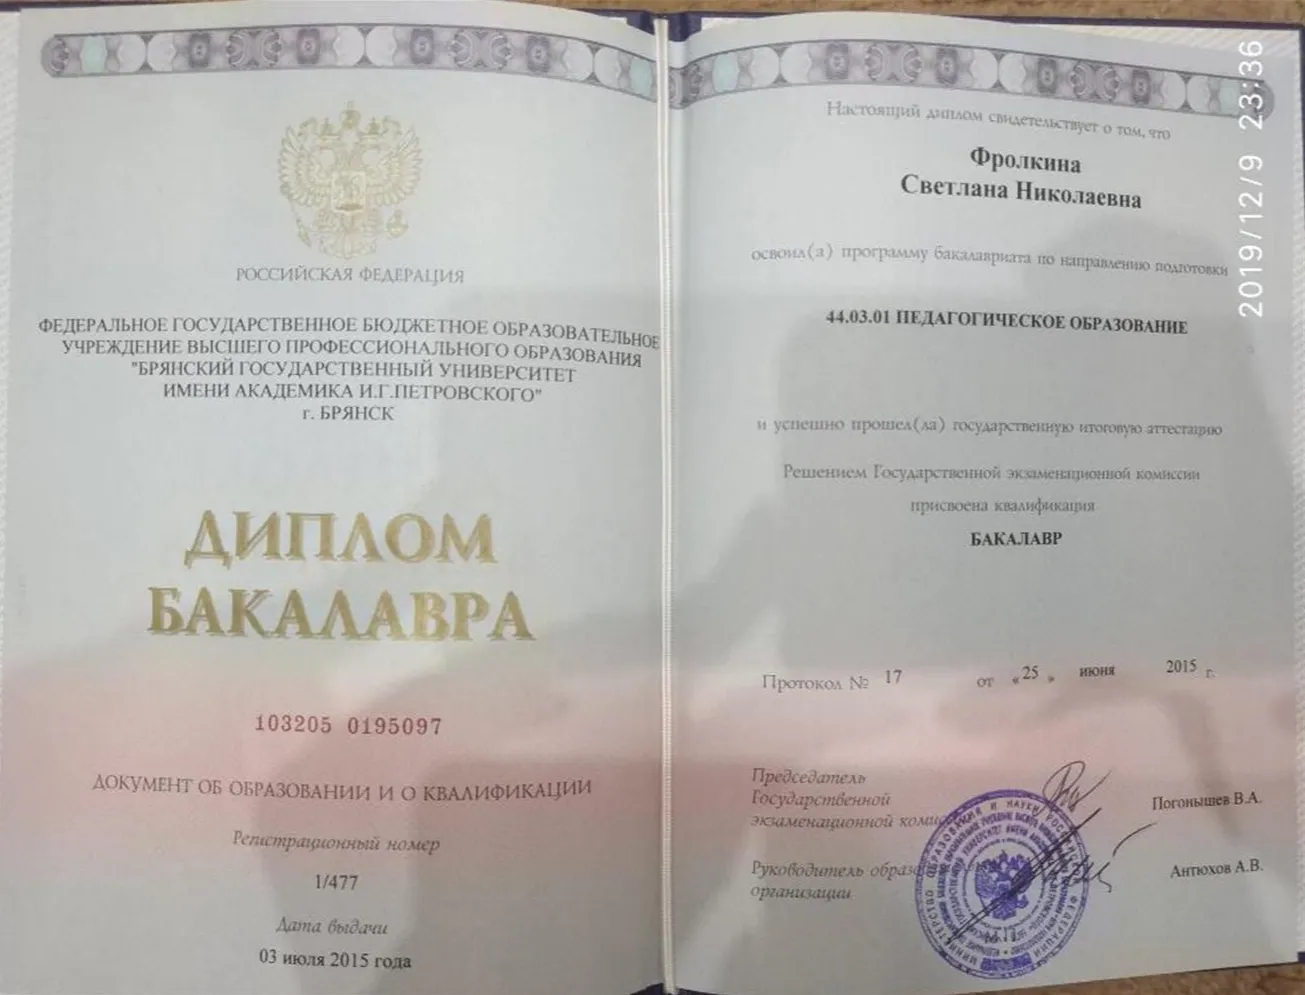 РОССИЙСКАЯ ФЕДЕРАЦИЯ
ФЕДЕРАЛЬНОЕ ГОСУДАРСТВЕННОЕ БЮДЖЕТНОЕ ОБРАЗОВАТЕЛЬНОЕ
УЧРЕЖДЕНИЕ ВЫСШЕГО ПРОФЕССИОНАЛЬНОГО ОБРАЗОВАНИЯ
"БРЯНСКИЙ ГОСУДАРСТВЕННЫЙ УНИВЕРСИТЕТ
ИМЕНИ АКАДЕМИКА И.Г.ПЕТРОВСКОГО"
г. БРЯНСК
ДИПЛОМ
БАКАЛАВРА
103205 0195097
ДОКУМЕНТ ОБ ОБРАЗОВАНИИ И О КВАЛИФИКАЦИИ
Регистрационный номер
1/477
Дата выдачи
03 июля 2015 года
Настоящий диплом свидетельствует о том, что
Фролкина
Светлана Николаевна
освоил(а) программу бакалавриата по направлению подготовки
44.03.01 ПЕДАГОГИЧЕСКОЕ ОБРАЗОВАНИЕ
и успешно прошел(ла) государственную итоговую аттестацию
Решением Государственной экзаменационной комиссии
присвоена квалификация
БАКАЛАВР
Протокол № 17 от «25» июня 2015 г.
Председатель
Государственной
экзаменационной Погонышев В.А.
Руководитель Антюхов А.В.
организации
2019/12/9 23:36